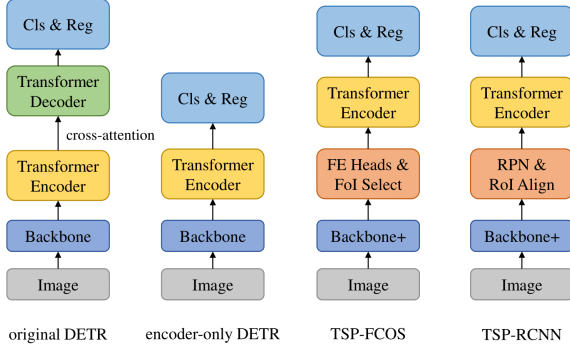 Cls & Reg
Transformer
Decoder
cross-attention
Transformer
Encoder
Backbone
Image
original DETR
Cls & Reg
Transformer
Encoder
Backbone
Image
encoder-only DETR
Cls & Reg
Transformer
Encoder
FE Heads &
FoI Select
Backbone+
Image
TSP-FCOS
Cls & Reg
Transformer
Encoder
RPN &
RoI Align
Backbone+
Image
TSP-RCNN